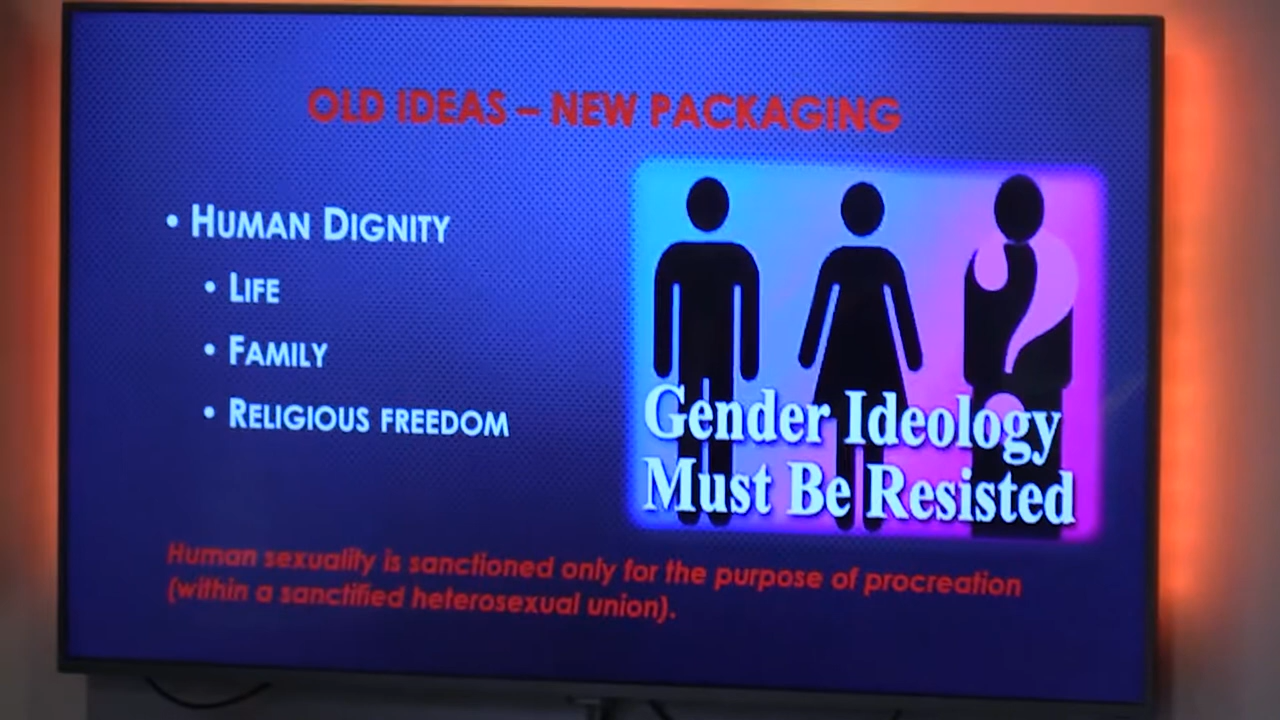 OLD IDEAS – NEW PACKAGING
• HUMAN DIGNITY
• LIFE
• FAMILY
• RELIGIOUS FREEDOM
Gender Ideology
Must Be Resisted
Human sexuality is sanctioned only for the purpose of procreation
(within a sanctified heterosexual union).